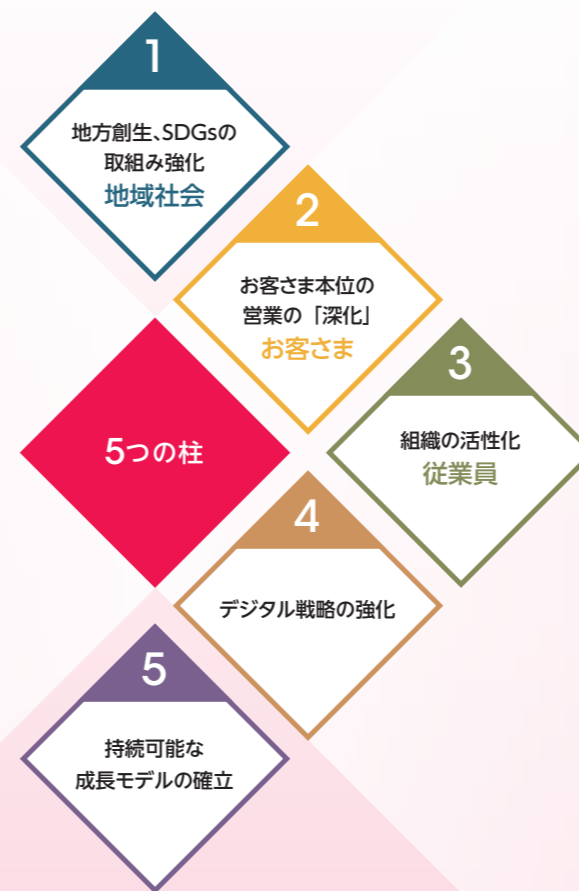 1
地方創生、SDGsの
取組み強化
地域社会
2
お客さま本位の
営業の「深化」
お客さま
3
組織の活性化
従業員
5つの柱
4
デジタル戦略の強化
5
持続可能な
成長モデルの確立